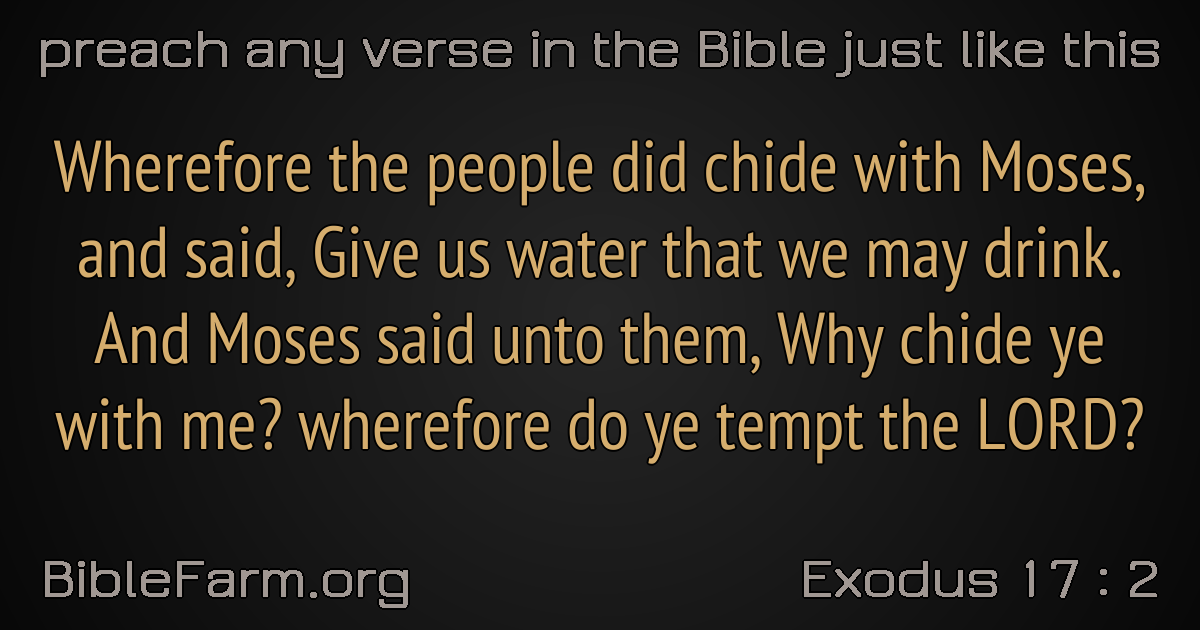 preach any verse in the Bible just like this
Wherefore the people did chide with Moses,
and said, Give us water that we may drink.
And Moses said unto them, Why chide ye
with me? wherefore do ye tempt the LORD?
BibleFarm.org
Exodus 17 : 2